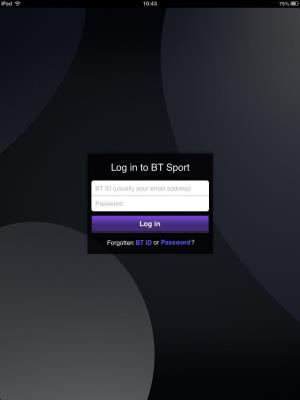 iPad 10:43 75%
Log in to BT Sport
BT ID (usually your email address)
Password
Log in
Forgotten BT ID or Password?